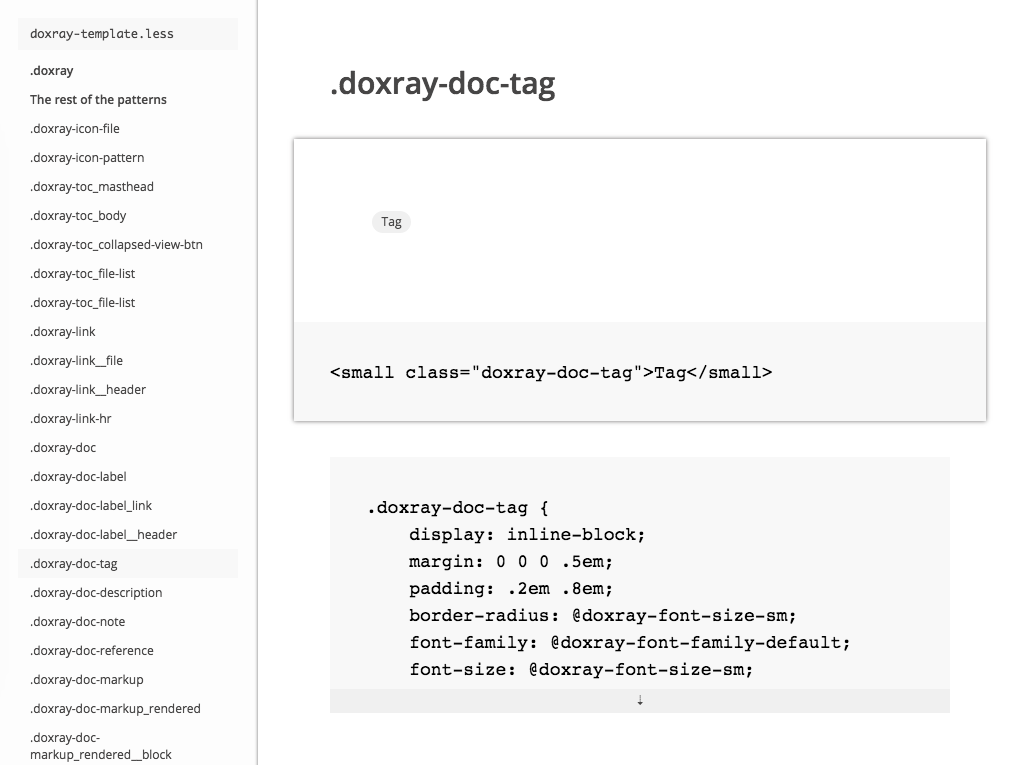 doxray-template.less
.doxray
The rest of the patterns
.doxray-icon-file
.doxray-icon-pattern
.doxray-toc_masthead
.doxray-toc_body
.doxray-toc_collapsed-view-btn
.doxray-toc_file-list
.doxray-toc_file-list
.doxray-link
.doxray-link__file
.doxray-link__header
.doxray-link-hr
.doxray-doc
.doxray-doc-label
.doxray-doc-label_link
.doxray-doc-label__header
.doxray-doc-tag
.doxray-doc-description
.doxray-doc-note
.doxray-doc-reference
.doxray-doc-markup
.doxray-doc-markup_rendered
.doxray-doc-
markup_rendered__block
.doxray-doc-tag
Tag
<small class="doxray-doc-tag">Tag</small>
.doxray-doc-tag {
    display: inline-block;
    margin: 0 0 0 .5em;
    padding: .2em .8em;
    border-radius: @doxray-font-size-sm;
    font-family: @doxray-font-family-default;
    font-size: @doxray-font-size-sm;
↓